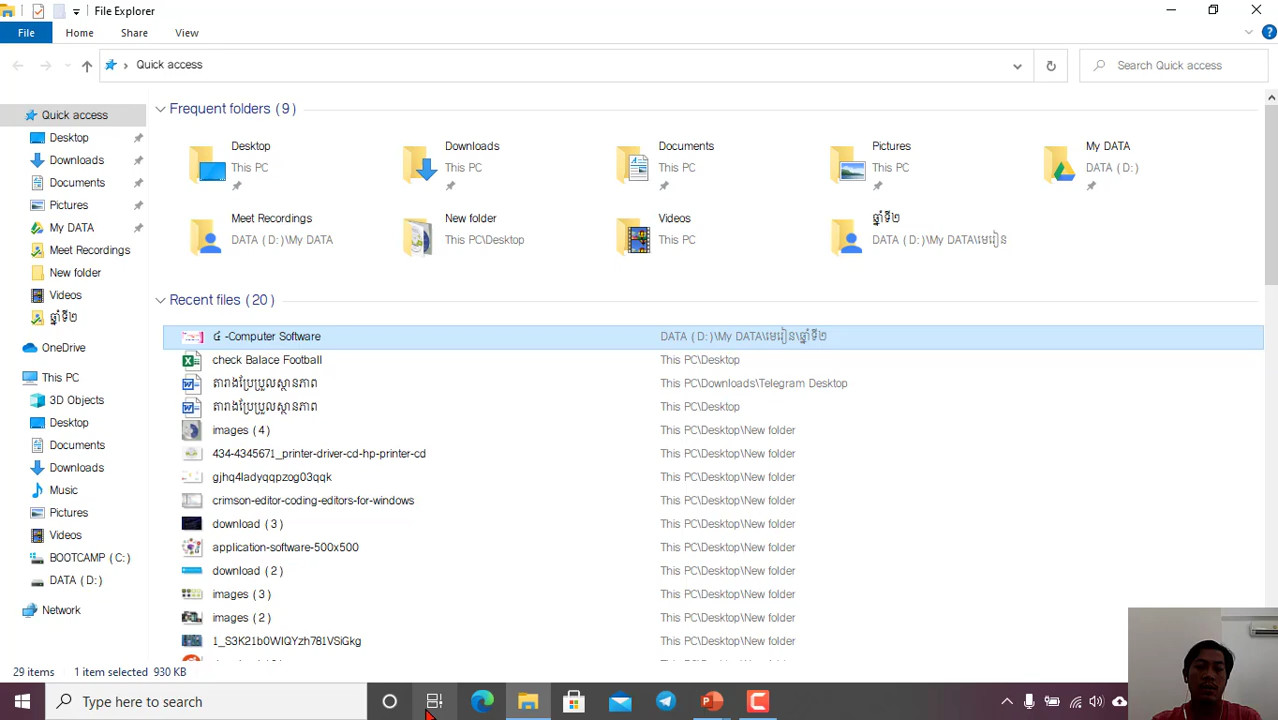 File Explorer
File
Home
Share
View
Quick access
Search Quick access
Quick access
Desktop
Downloads
Documents
Pictures
My DATA
Meet Recordings
New folder
Videos
ឆ្នាំទី២
OneDrive
This PC
3D Objects
Desktop
Documents
Downloads
Music
Pictures
Videos
BOOTCAMP (C:)
DATA (D:)
Network
Frequent folders (9)
Desktop
This PC
Downloads
This PC
Documents
This PC
Pictures
This PC
My DATA
DATA (D:)
Meet Recordings
DATA (D:)\My DATA
New folder
This PC\Desktop
Videos
This PC
ឆ្នាំទី២
DATA (D:)\My DATA\មេរៀន
Recent files (20)
៤ -Computer Software DATA (D:)\My DATA\មេរៀន\ឆ្នាំទី២
check Balace Football This PC\Desktop
តារាងប្រែប្រួលស្ថានភាព This PC\Downloads\Telegram Desktop
តារាងប្រែប្រួលស្ថានភាព This PC\Desktop
images (4) This PC\Desktop\New folder
434-4345671_printer-driver-cd-hp-printer-cd This PC\Desktop\New folder
gjhq4ladyqqpzog03qqk This PC\Desktop\New folder
crimson-editor-coding-editors-for-windows This PC\Desktop\New folder
download (3) This PC\Desktop\New folder
application-software-500x500 This PC\Desktop\New folder
download (2) This PC\Desktop\New folder
images (3) This PC\Desktop\New folder
images (2) This PC\Desktop\New folder
1_S3K21b0WIQYzh781VSiGkg This PC\Desktop\New folder
29 items 1 item selected 930 KB
Type here to search